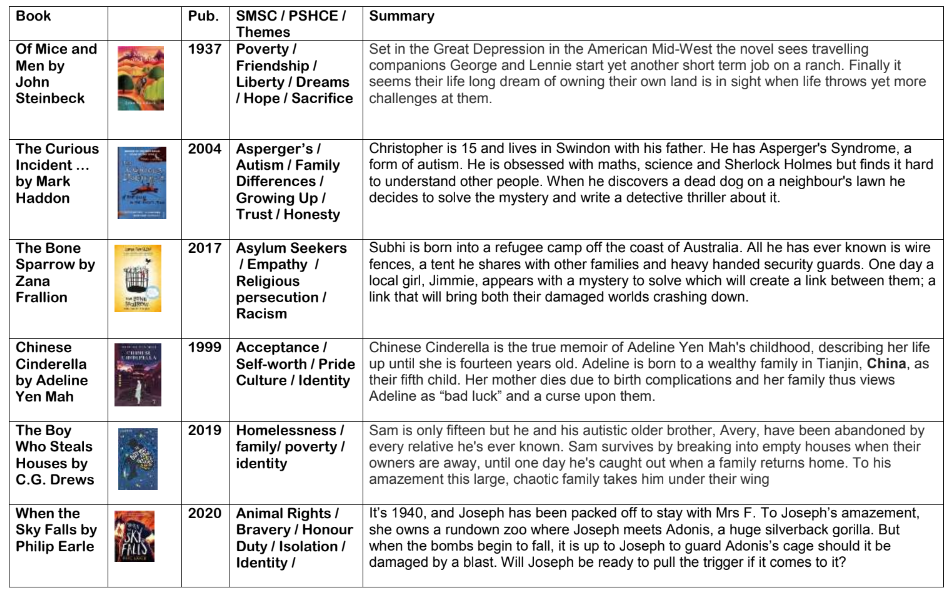 Book Pub. SMSC / PSHCE / Themes Summary
Of Mice and
Men by
John
Steinbeck
1937
Poverty /
Friendship /
Liberty / Dreams
/ Hope / Sacrifice
Set in the Great Depression in the American Mid-West the novel sees travelling
companions George and Lennie start yet another short term job on a ranch. Finally it
seems their life long dream of owning their own land is in sight when life throws yet more
challenges at them.
The Curious
Incident …
by Mark
Haddon
2004
Asperger’s /
Autism / Family
Differences /
Growing Up /
Trust / Honesty
Christopher is 15 and lives in Swindon with his father. He has Asperger's Syndrome, a
form of autism. He is obsessed with maths, science and Sherlock Holmes but finds it hard
to understand other people. When he discovers a dead dog on a neighbour's lawn he
decides to solve the mystery and write a detective thriller about it.
The Bone
Sparrow by
Zana
Frallion
THE BONE
SPARROW
2017
Asylum Seekers
/ Empathy /
Religious
persecution /
Racism
Subhi is born into a refugee camp off the coast of Australia. All he has ever known is wire
fences, a tent he shares with other families and heavy handed security guards. One day a
local girl, Jimmie, appears with a mystery to solve which will create a link between them; a
link that will bring both their damaged worlds crashing down.
Chinese
Cinderella
by Adeline
Yen Mah
CHINESE
CINDERELLA
1999
Acceptance /
Self-worth / Pride
Culture / Identity
Chinese Cinderella is the true memoir of Adeline Yen Mah's childhood, describing her life
up until she is fourteen years old. Adeline is born to a wealthy family in Tianjin, China, as
their fifth child. Her mother dies due to birth complications and her family thus views
Adeline as “bad luck” and a curse upon them.
The Boy
Who Steals
Houses by
C.G. Drews
2019
Homelessness /
family/ poverty /
identity
Sam is only fifteen but he and his autistic older brother, Avery, have been abandoned by
every relative he's ever known. Sam survives by breaking into empty houses when their
owners are away, until one day he's caught out when a family returns home. To his
amazement this large, chaotic family takes him under their wing
When the
Sky Falls by
Philip Earle
WHEN THE
SKY
FALLS
2020
Animal Rights /
Bravery / Honour
Duty / Isolation /
Identity /
It’s 1940, and Joseph has been packed off to stay with Mrs F. To Joseph’s amazement,
she owns a rundown zoo where Joseph meets Adonis, a huge silverback gorilla. But
when the bombs begin to fall, it is up to Joseph to guard Adonis’s cage should it be
damaged by a blast. Will Joseph be ready to pull the trigger if it comes to it?